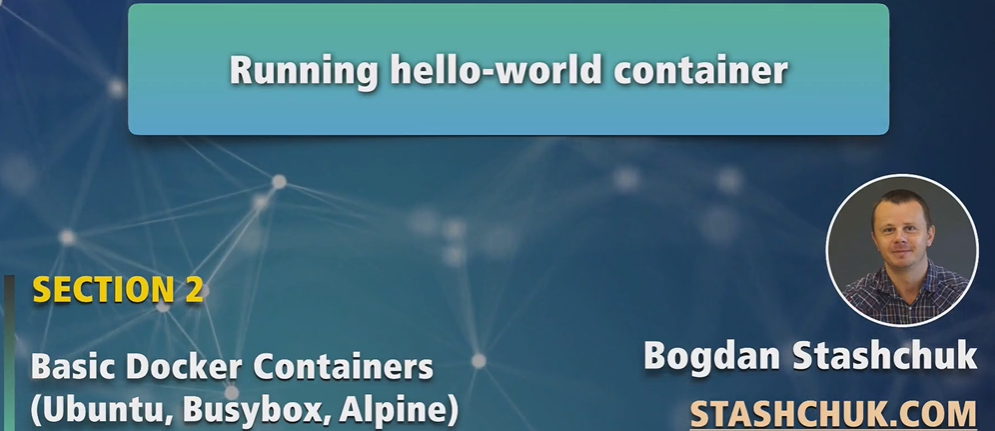 Running hello-world container
SECTION 2
Basic Docker Containers
(Ubuntu, Busybox, Alpine)
Bogdan Stashchuk
STASHCHUK.COM